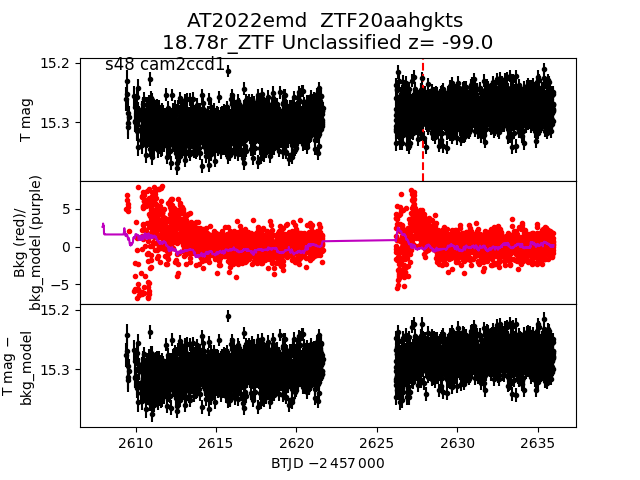 AT2022emd  ZTF20aahgkts
18.78r_ZTF Unclassified z= -99.0
s48 cam2ccd1
15.2
15.3
T mag
5
0
−5
Bkg (red)/
bkg_model (purple)
15.2
15.3
T mag −
bkg_model
2610
2615
2620
2625
2630
2635
BTJD −2 457 000